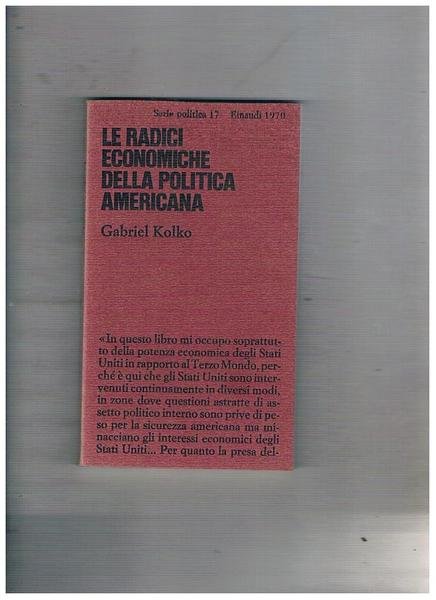 Serie politica 17 Einaudi 1970
LE RADICI
ECONOMICHE
DELLA POLITICA
AMERICANA
Gabriel Kolko
«In questo libro mi occupo soprattut-
to della potenza economica degli Stati
Uniti in rapporto al Terzo Mondo, per-
ché è qui che gli Stati Uniti sono inter-
venuti continuamente in diversi modi,
in zone dove questioni astratte di as-
setto politico interno sono prive di pe-
so per la sicurezza americana ma mi-
nacciano gli interessi economici degli
Stati Uniti... Per quanto la presa del-